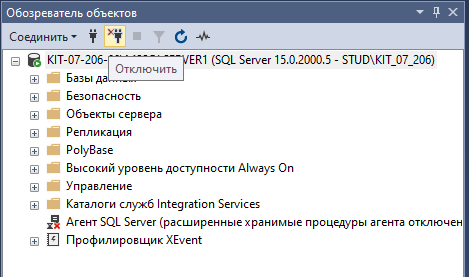 Обозреватель объектов
Соединить
KIT-07-206- SERVER1 (SQL Server 15.0.2000.5 - STUD\KIT_07_206)
Отключить
Базы данн
Безопасность
Объекты сервера
Репликация
PolyBase
Высокий уровень доступности Always On
Управление
Каталоги служб Integration Services
Агент SQL Server (расширенные хранимые процедуры агента отключен
Профилировщик XEvent